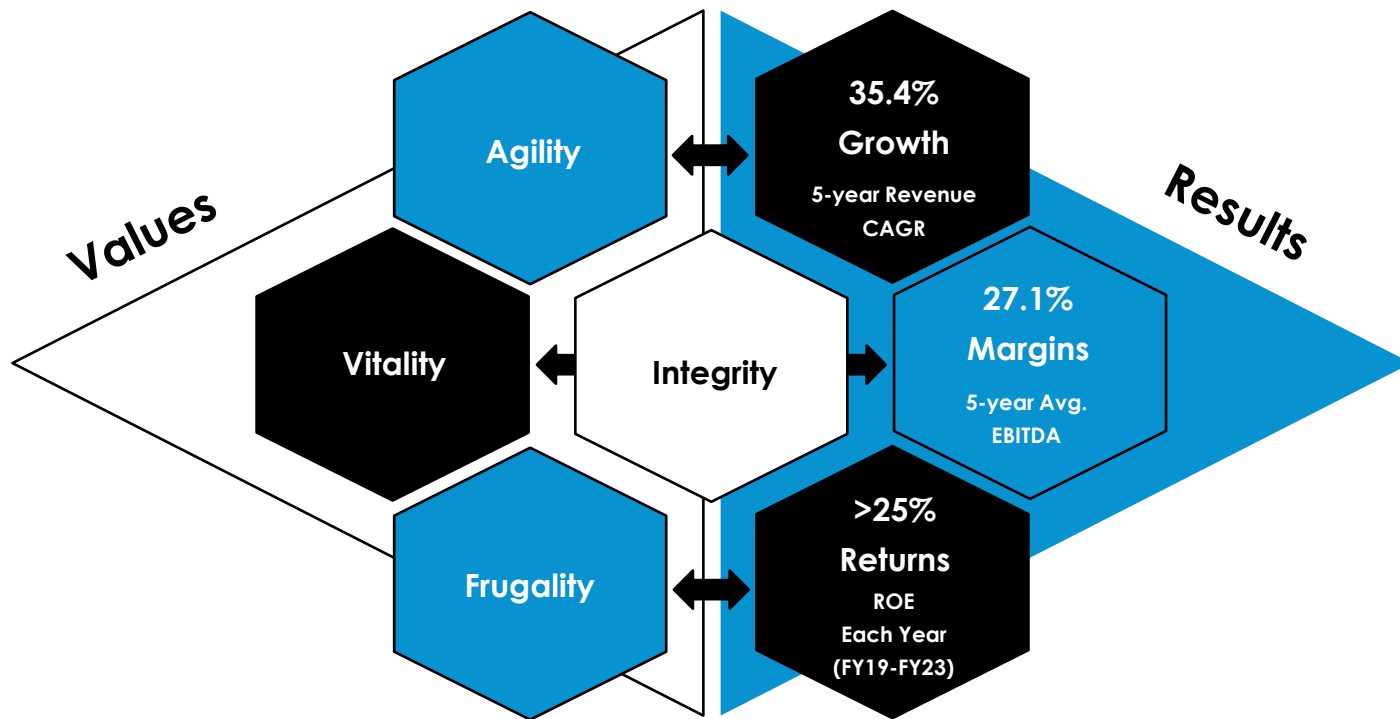 Values
Agility
Vitality
Frugality
Integrity
Results
35.4%
Growth
5-year Revenue
CAGR
27.1%
Margins
5-year Avg.
EBITDA
>25%
Returns
ROE
Each Year
(FY19-FY23)